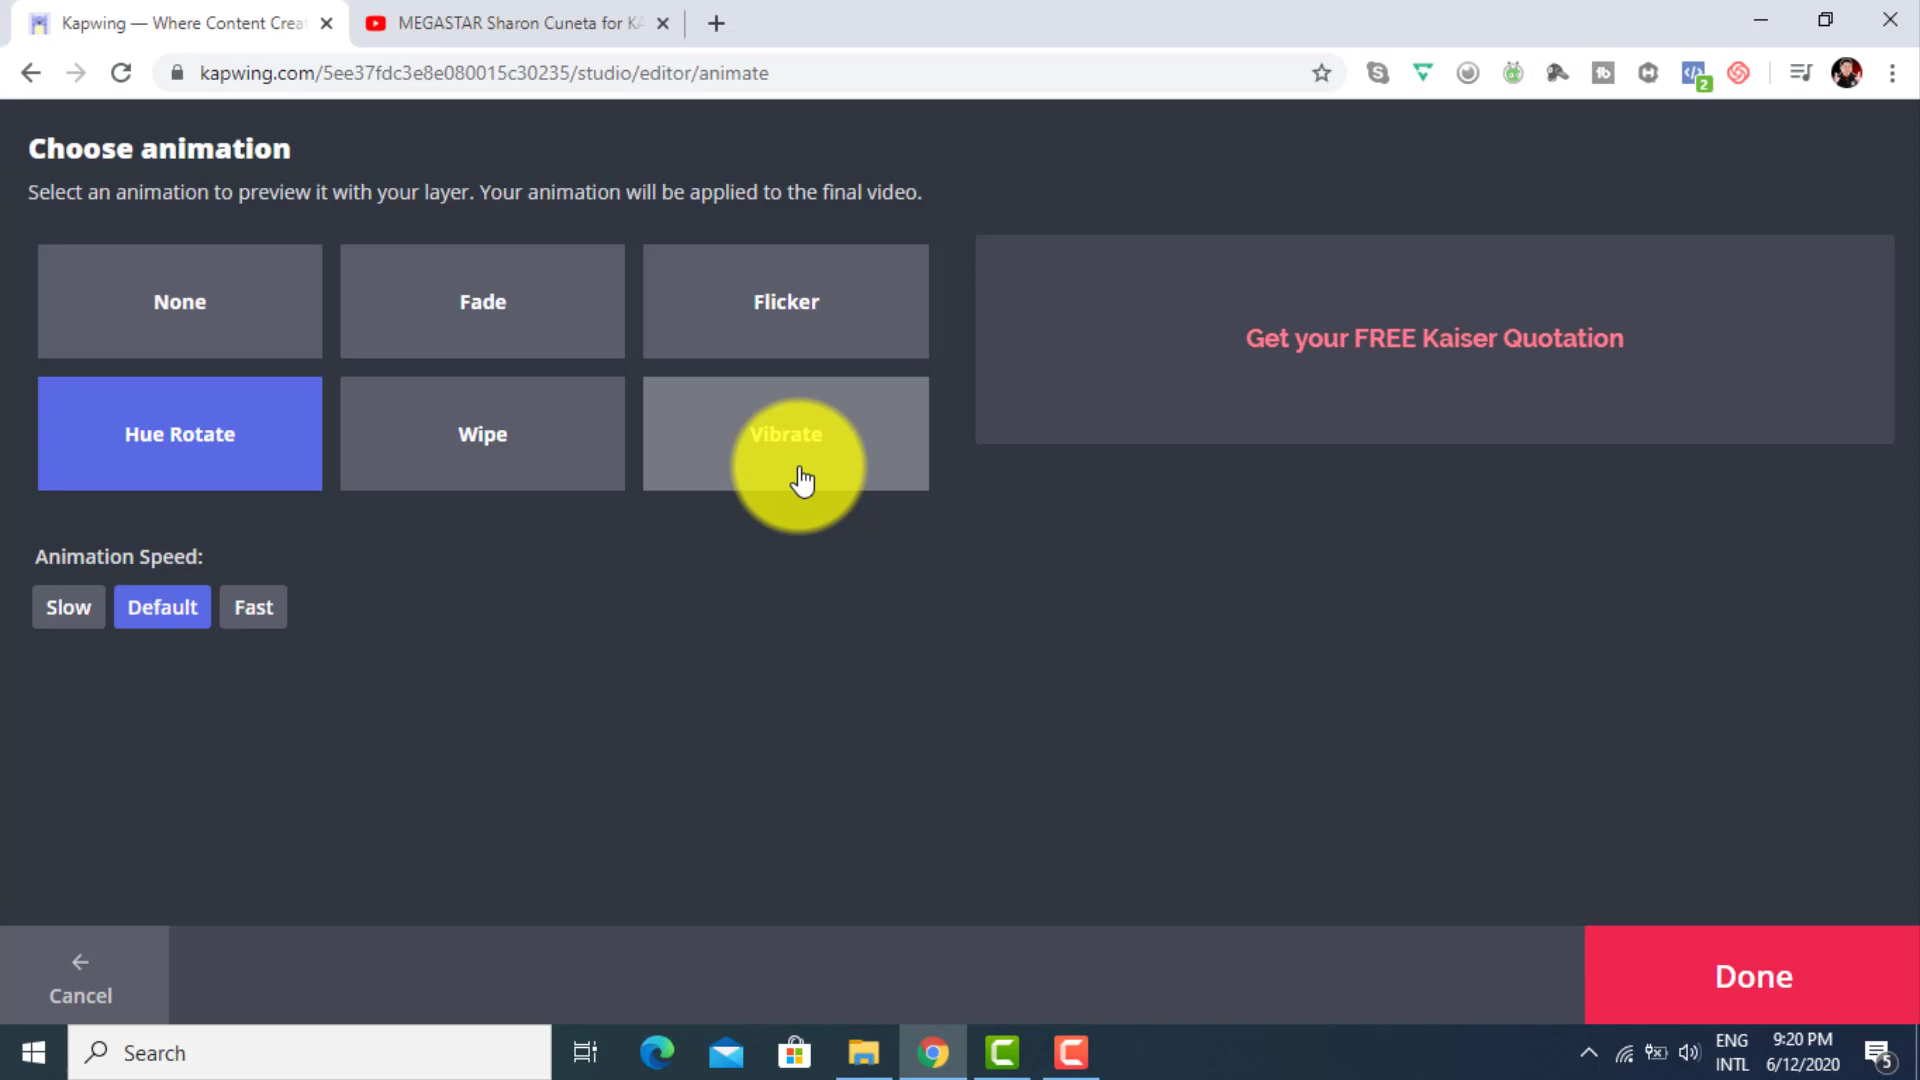 Kapwing — Where Content Crea
MEGASTAR Sharon Cuneta for KA
kapwing.com/5ee37fdc3e8e080015c30235/studio/editor/animate
2
Choose animation
Select an animation to preview it with your layer. Your animation will be applied to the final video.
None
Fade
Flicker
Get your FREE Kaiser Quotation
Hue Rotate
Wipe
Vibrate
Animation Speed:
Slow
Default
Fast
Cancel
Done
Search
ENG
INTL
9:20 PM
6/12/2020
5